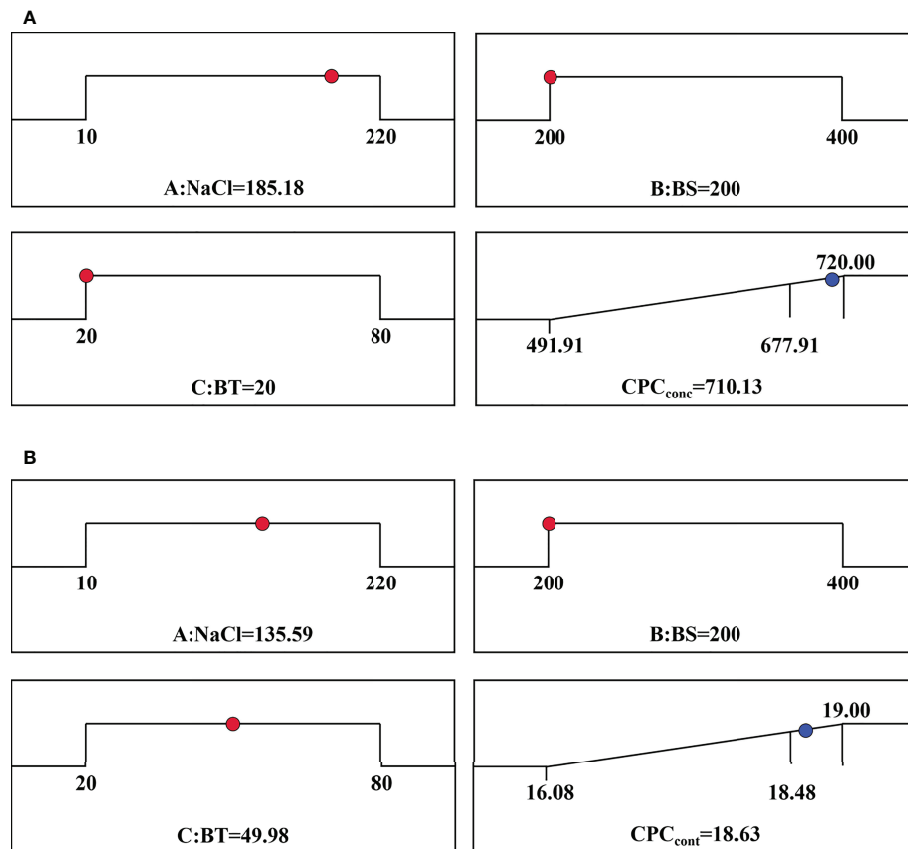 A
10 220
A:NaCl=185.18
200 400
B:BS=200
20 80
C:BT=20
720.00
491.91 677.91
CPCconc=710.13
B
10 220
A:NaCl=135.59
200 400
B:BS=200
20 80
C:BT=49.98
19.00
16.08 18.48
CPCcont=18.63